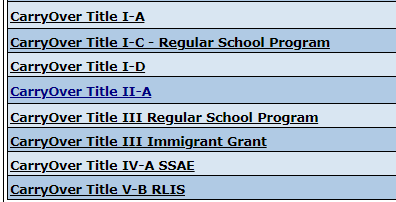 CarryOver Title I-A
CarryOver Title I-C - Regular School Program
CarryOver Title I-D
CarryOver Title II-A
CarryOver Title III Regular School Program
CarryOver Title III Immigrant Grant
CarryOver Title IV-A SSAE
CarryOver Title V-B RLIS